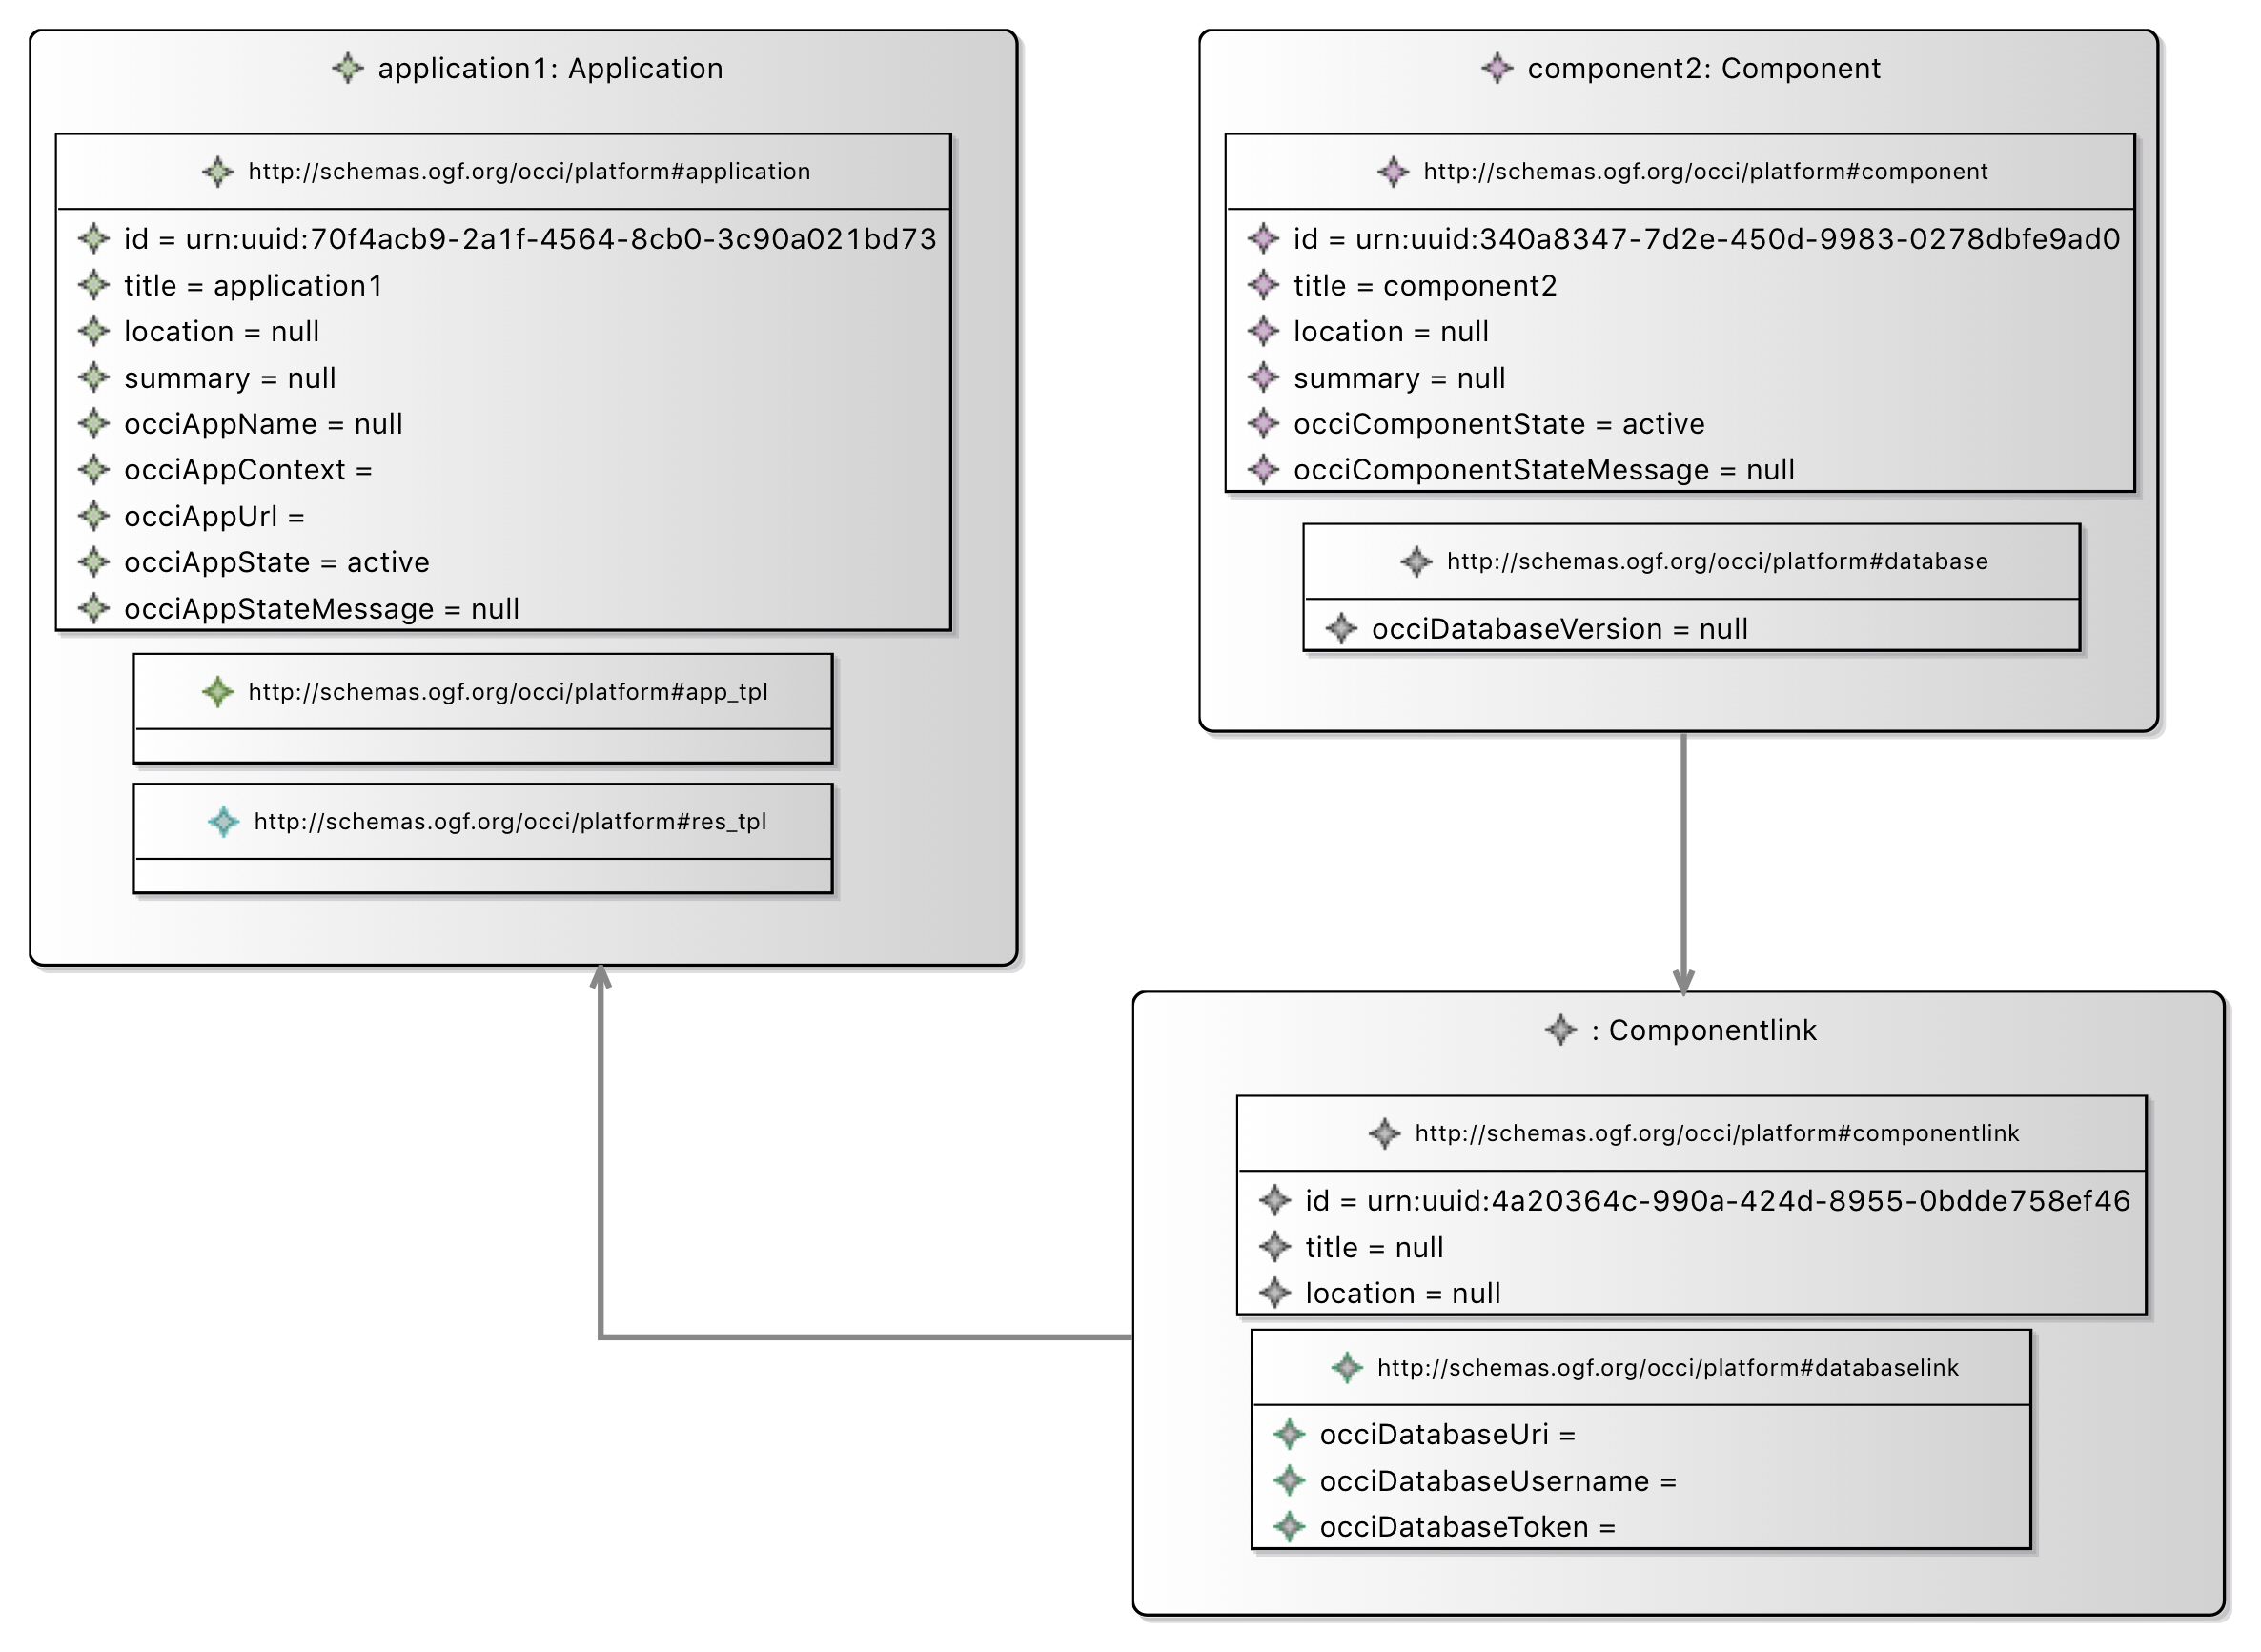 application1: Application
http://schemas.ogf.org/occi/platform#application
id = urn:uuid:70f4acb9-2a1f-4564-8cb0-3c90a021bd73
title = application1
location = null
summary = null
occiAppName = null
occiAppContext =
occiAppUrl =
occiAppState = active
occiAppStateMessage = null
http://schemas.ogf.org/occi/platform#app_tpl
http://schemas.ogf.org/occi/platform#res_tpl
component2: Component
http://schemas.ogf.org/occi/platform#component
id = urn:uuid:340a8347-7d2e-450d-9983-0278dbfe9ad0
title = component2
location = null
summary = null
occiComponentState = active
occiComponentStateMessage = null
http://schemas.ogf.org/occi/platform#database
occiDatabaseVersion = null
: Componentlink
http://schemas.ogf.org/occi/platform#componentlink
id = urn:uuid:4a20364c-990a-424d-8955-0bdde758ef46
title = null
location = null
http://schemas.ogf.org/occi/platform#databaselink
occiDatabaseUri =
occiDatabaseUsername =
occiDatabaseToken =